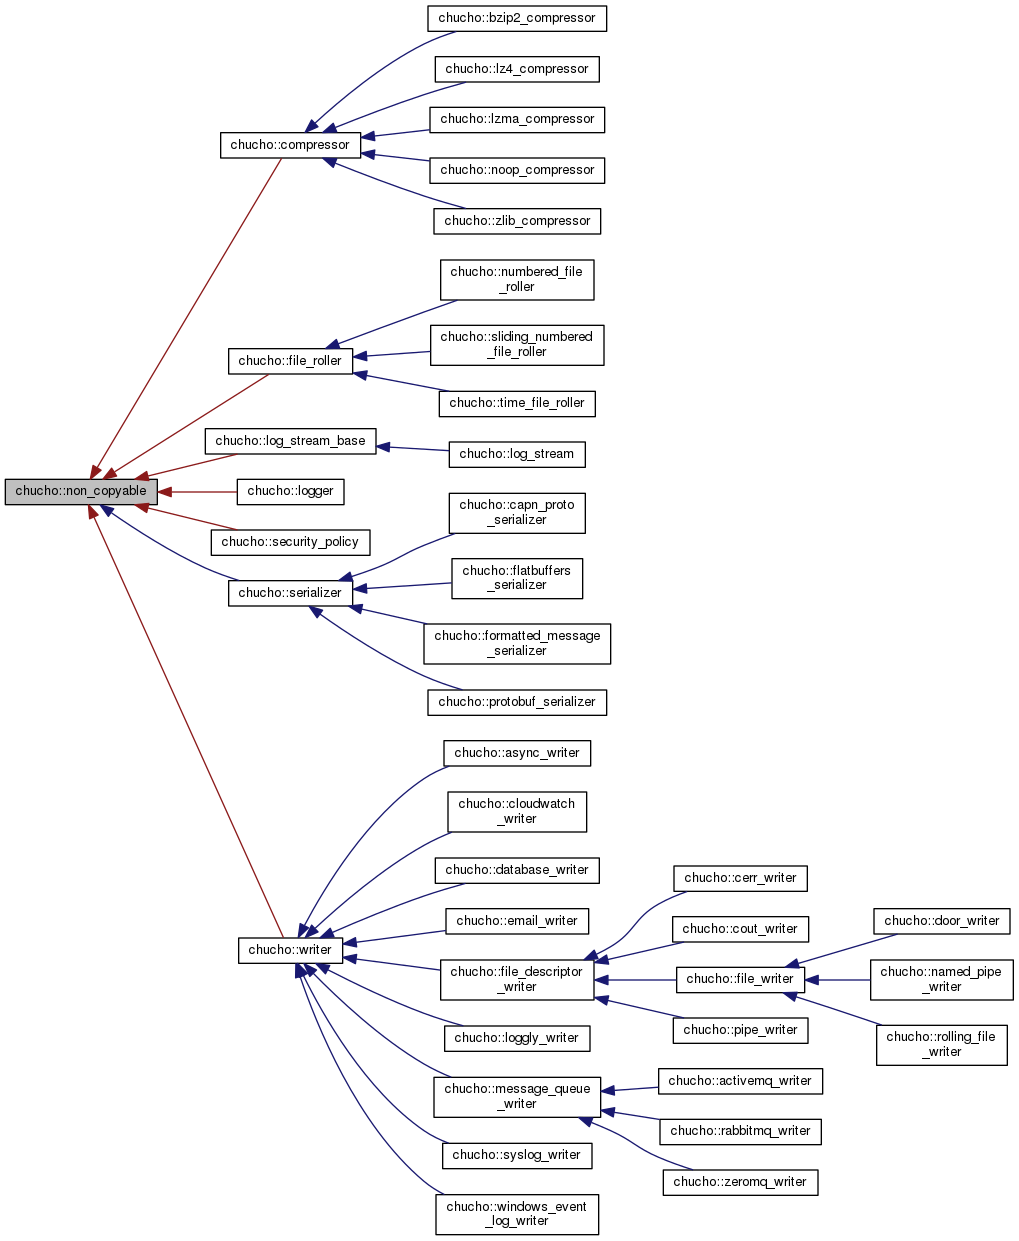 chucho::bzip2_compressor
chucho::lz4_compressor
chucho::lzma_compressor
chucho::compressor
chucho::noop_compressor
chucho::zlib_compressor
chucho::numbered_file
_roller
chucho::sliding_numbered
_file_roller
chucho::file_roller
chucho::time_file_roller
chucho::log_stream_base
chucho::log_stream
chucho::non_copyable
chucho::logger
chucho::capn_proto
_serializer
chucho::security_policy
chucho::flatbuffers
_serializer
chucho::serializer
chucho::formatted_message
_serializer
chucho::protobuf_serializer
chucho::async_writer
chucho::cloudwatch
_writer
chucho::database_writer
chucho::cerr_writer
chucho::email_writer
chucho::cout_writer
chucho::door_writer
chucho::writer
chucho::file_descriptor
_writer
chucho::file_writer
chucho::named_pipe
_writer
chucho::loggly_writer
chucho::pipe_writer
chucho::rolling_file
_writer
chucho::message_queue
_writer
chucho::activemq_writer
chucho::rabbitmq_writer
chucho::syslog_writer
chucho::zeromq_writer
chucho::windows_event
_log_writer